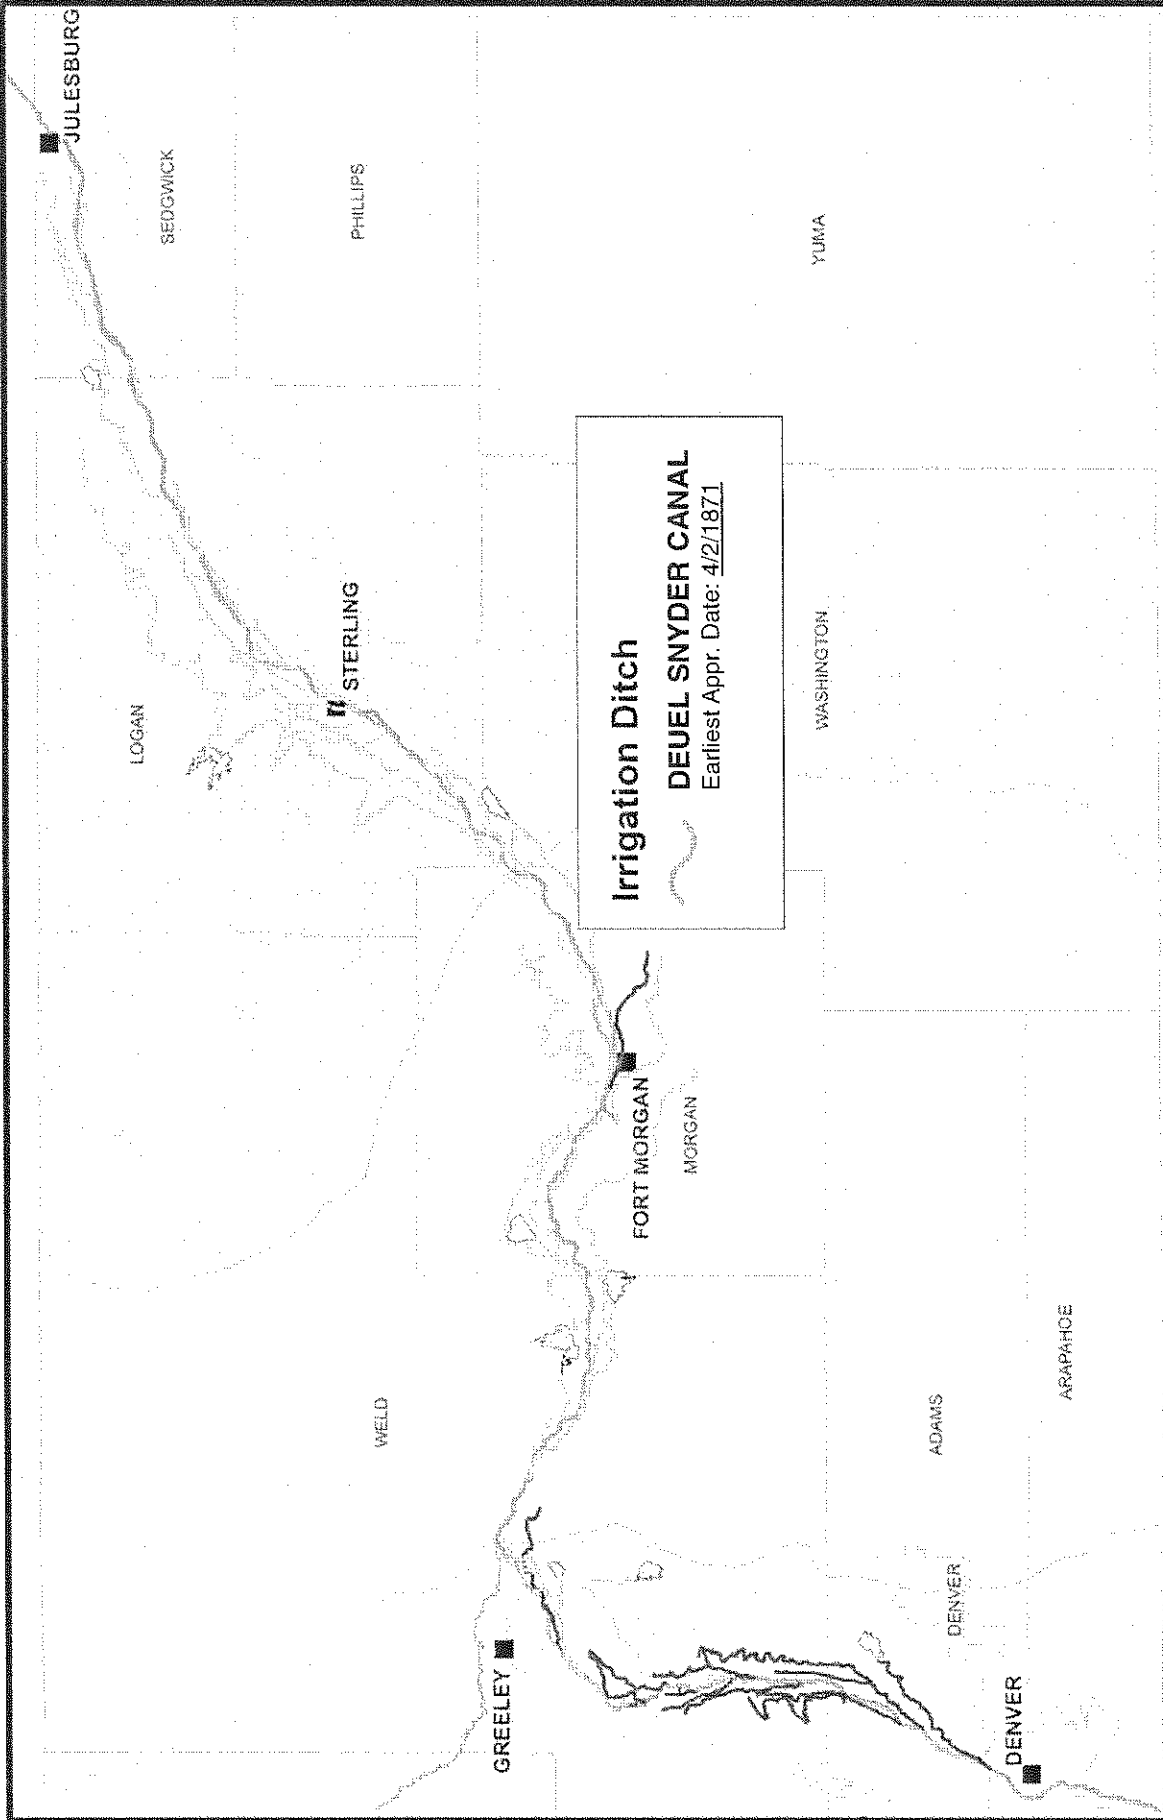 JULESBURG
SEDGWICK
PHILLIPS
YUMA
LOGAN
STERLING
WASHINGTON
Irrigation Ditch
DEUEL SNYDER CANAL
Earliest Appr. Date: 4/2/1871
FORT MORGAN
MORGAN
WELD
ADAMS
ARAPAHOE
GREELEY
DENVER
DENVER